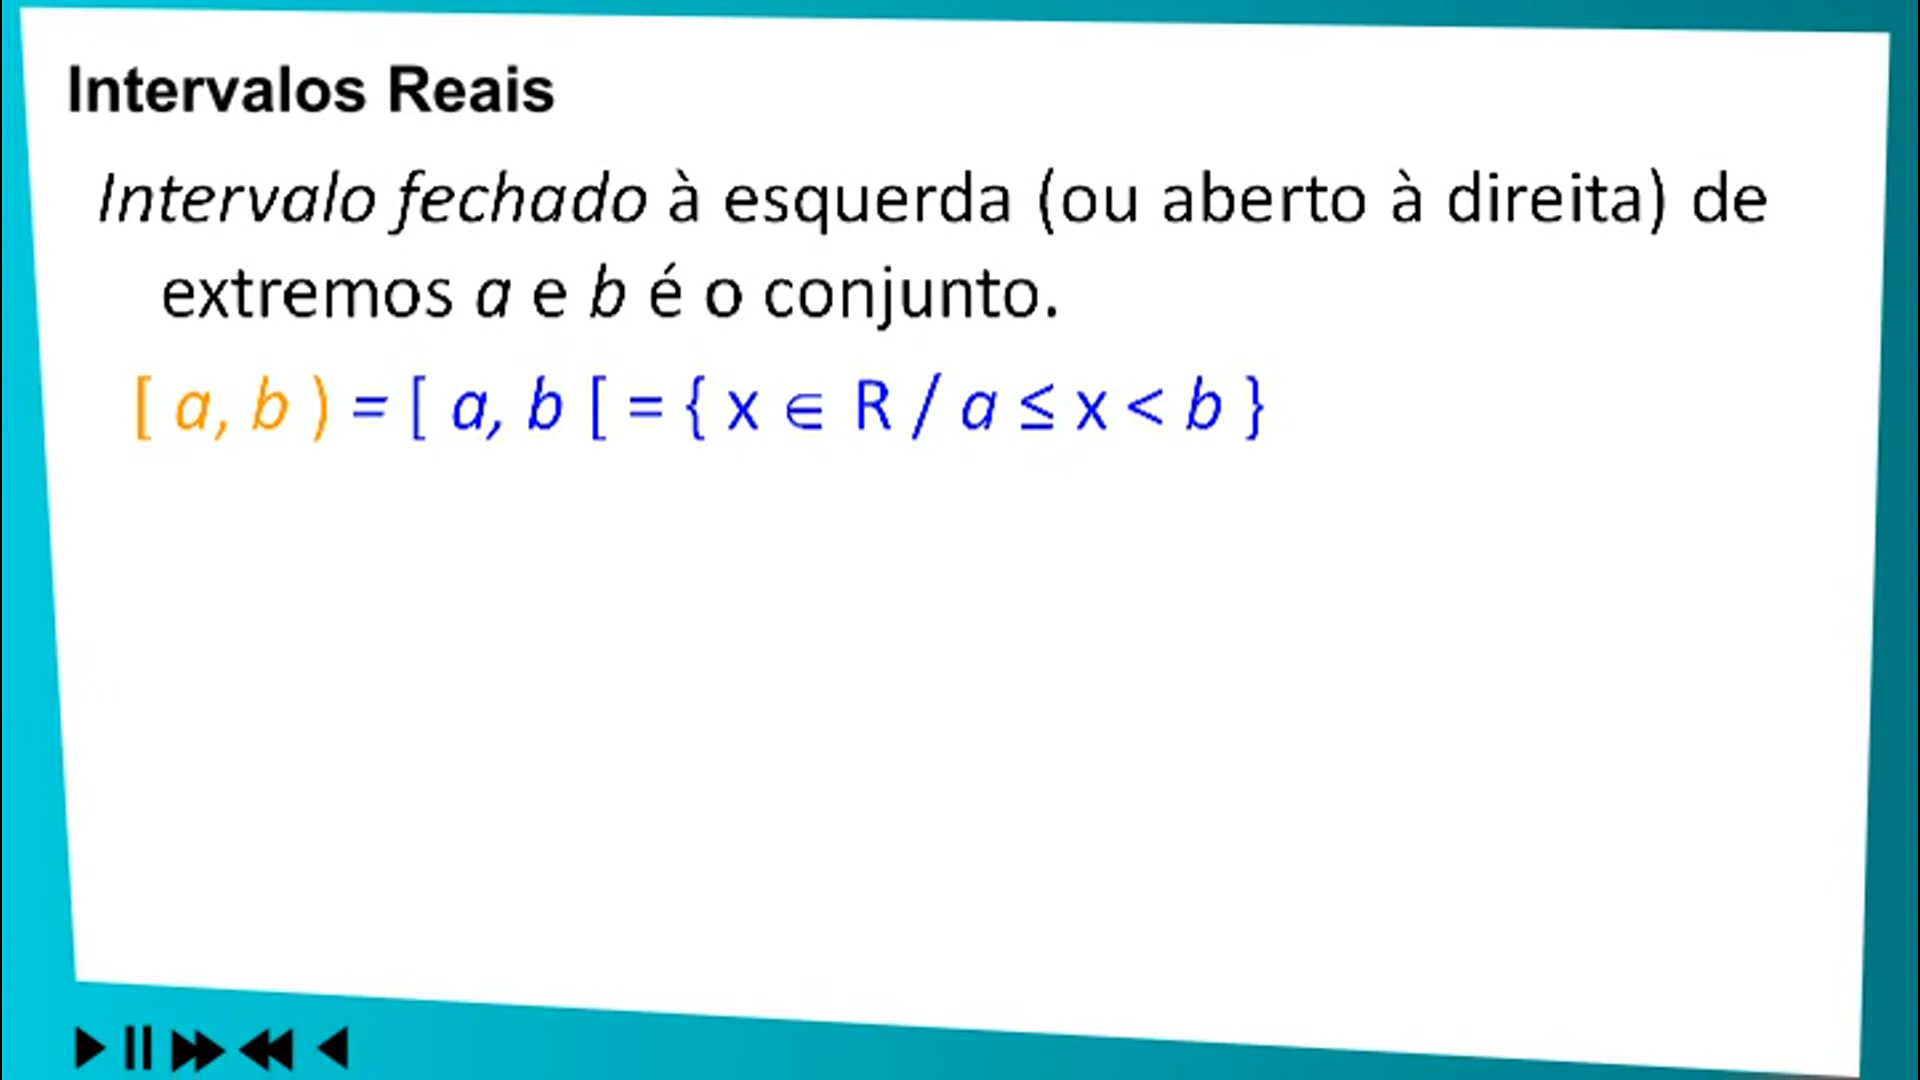 Intervalos Reais
Intervalo fechado à esquerda (ou aberto à direita) de
extremos a e b é o conjunto.
[ a, b ) = [ a, b [ = { x ∈ R / a ≤ x < b }